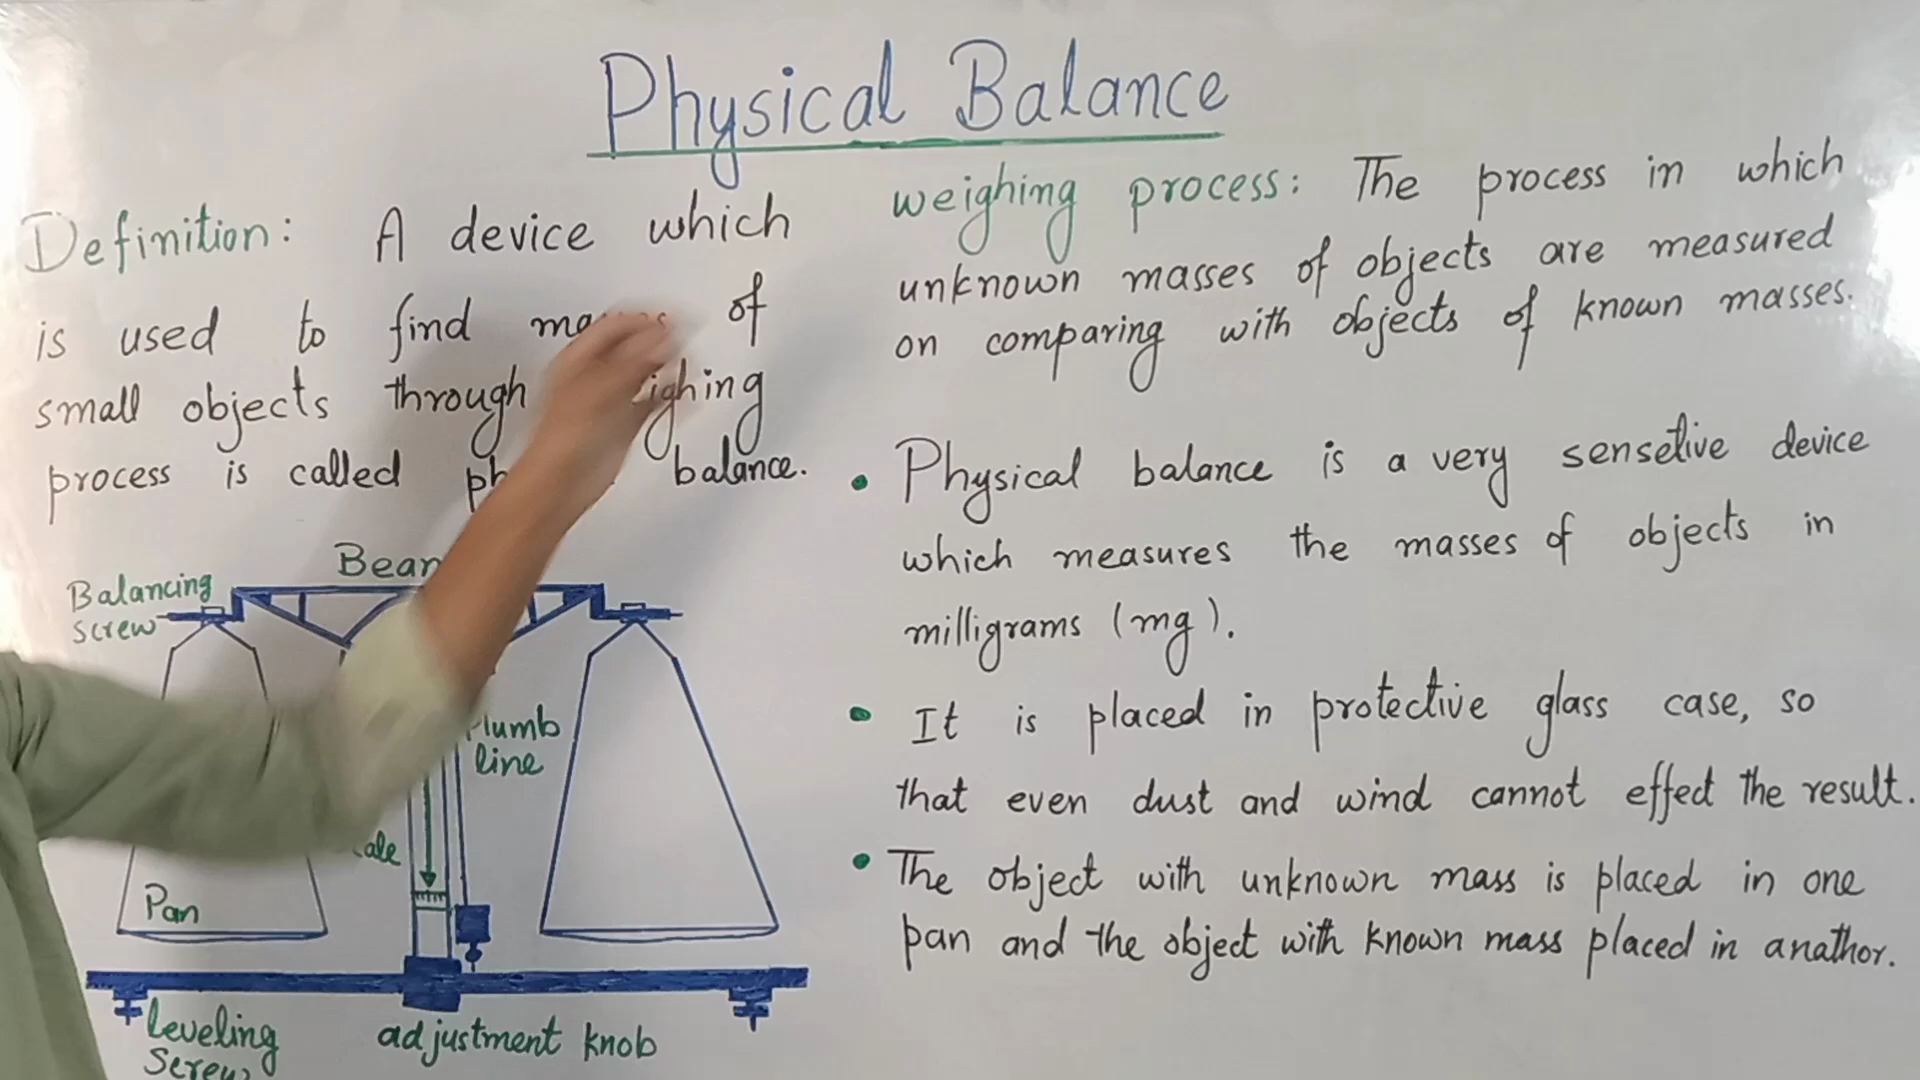 Physical Balance
Definition: A device which
is used to find of
small objects through
process is called balance.
weighing process: The process in which
unknown masses of objects are measured
on comparing with objects of known masses.
• Physical balance is a very sensetive device
which measures the masses of objects in
milligrams (mg).
• It is placed in protective glass case, so
that even dust and wind cannot effect the result.
• The object with unknown mass is placed in one
pan and the object with known mass placed in anathor.
Balancing
screw
line
Pan
leveling
screw
adjustment knob